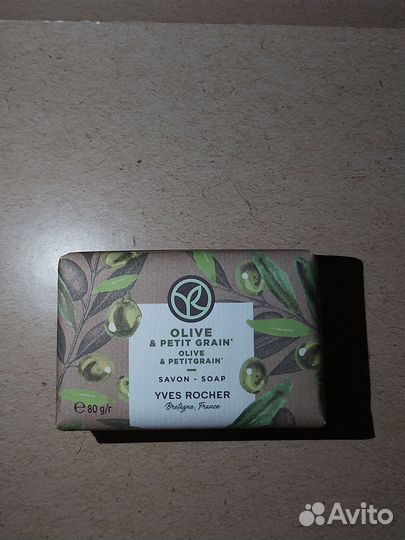 OLIVE
& PETIT GRAIN*
OLIVE
& PETITGRAIN*
SAVON - SOAP
YVES ROCHER
Bretagne, France
℮ 80 g/r
Avito